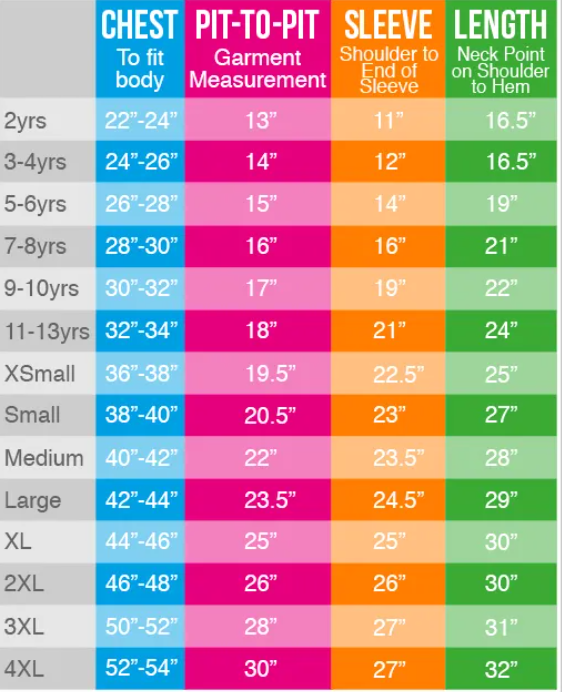 CHEST PIT-TO-PIT SLEEVE LENGTH
To fit body Garment Measurement Shoulder to End of Sleeve Neck Point on Shoulder to Hem
2yrs 22”-24” 13” 11” 16.5”
3-4yrs 24”-26” 14” 12” 16.5”
5-6yrs 26”-28” 15” 14” 19”
7-8yrs 28”-30” 16” 16” 21”
9-10yrs 30”-32” 17” 19” 22”
11-13yrs 32”-34” 18” 21” 24”
XSmall 36”-38” 19.5” 22.5” 25”
Small 38”-40” 20.5” 23” 27”
Medium 40”-42” 22” 23.5” 28”
Large 42”-44” 23.5” 24.5” 29”
XL 44”-46” 25” 25” 30”
2XL 46”-48” 26” 26” 30”
3XL 50”-52” 28” 27” 31”
4XL 52”-54” 30” 27” 32”